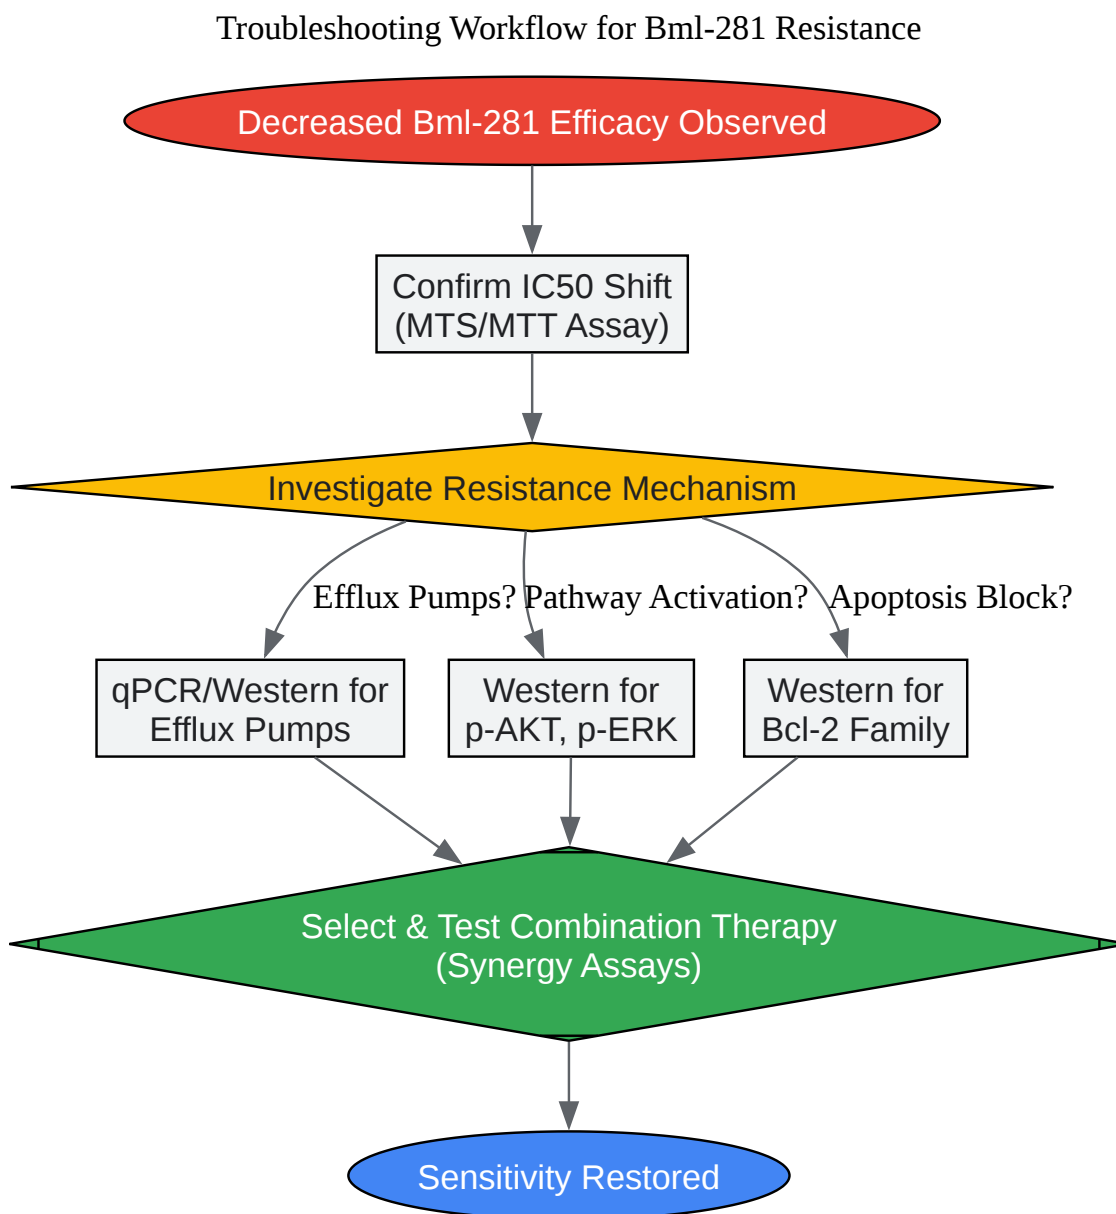 Troubleshooting Workflow for Bml-281 Resistance
Decreased Bml-281 Efficacy Observed
Confirm IC50 Shift
(MTS/MTT Assay)
Investigate Resistance Mechanism
Efflux Pumps?
Pathway Activation?
Apoptosis Block?
qPCR/Western for
Efflux Pumps
Western for
p-AKT, p-ERK
Western for
Bcl-2 Family
Select & Test Combination Therapy
(Synergy Assays)
Sensitivity Restored